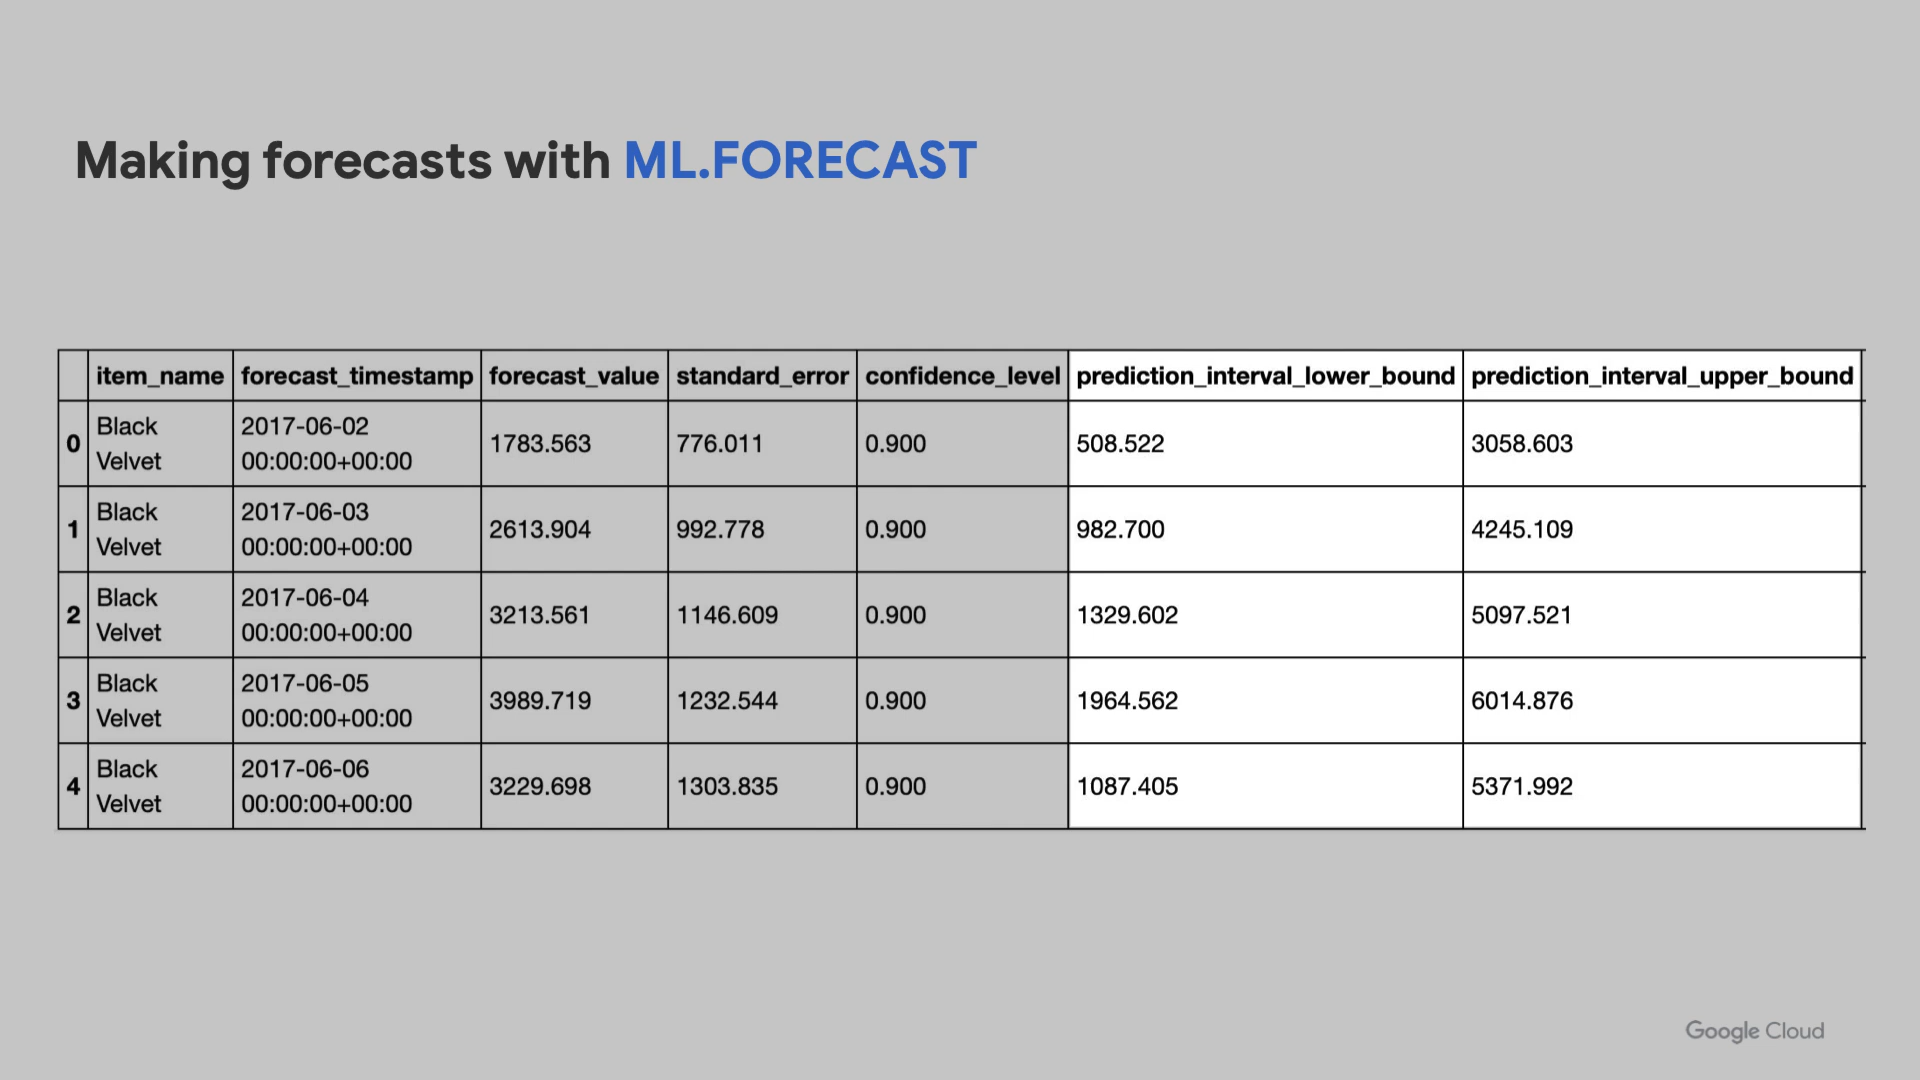 Making forecasts with ML.FORECAST
item_name forecast_timestamp forecast_value standard_error confidence_level prediction_interval_lower_bound prediction_interval_upper_bound
0 Black Velvet 2017-06-02 00:00:00+00:00 1783.563 776.011 0.900 508.522 3058.603
1 Black Velvet 2017-06-03 00:00:00+00:00 2613.904 992.778 0.900 982.700 4245.109
2 Black Velvet 2017-06-04 00:00:00+00:00 3213.561 1146.609 0.900 1329.602 5097.521
3 Black Velvet 2017-06-05 00:00:00+00:00 3989.719 1232.544 0.900 1964.562 6014.876
4 Black Velvet 2017-06-06 00:00:00+00:00 3229.698 1303.835 0.900 1087.405 5371.992
Google Cloud